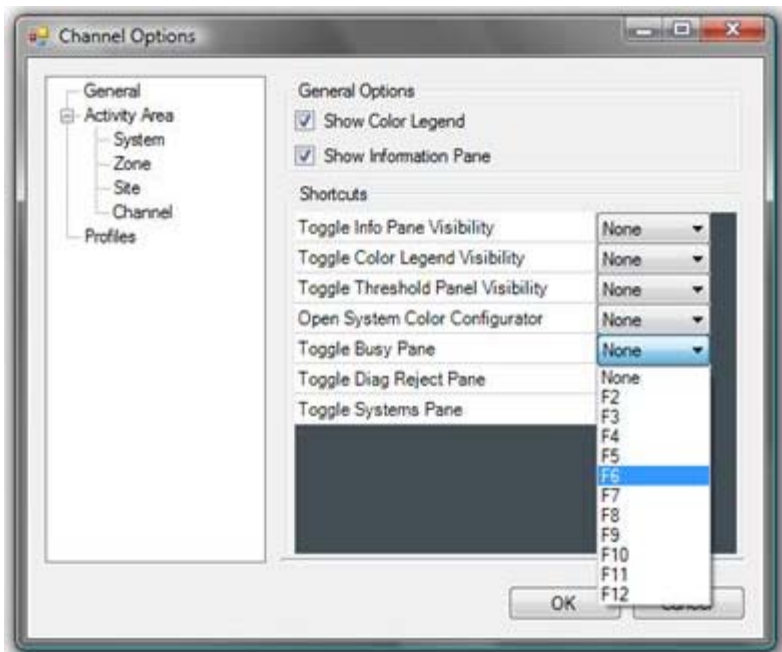 Channel Options
General
Activity Area
System
Zone
Site
Channel
Profiles
General Options
Show Color Legend
Show Information Pane
Shortcuts
Toggle Info Pane Visibility None
Toggle Color Legend Visibility None
Toggle Threshold Panel Visibility None
Open System Color Configurator None
Toggle Busy Pane None
Toggle Diag Reject Pane
Toggle Systems Pane
None
F2
F3
F4
F5
F6
F7
F8
F9
F10
F11
F12
OK